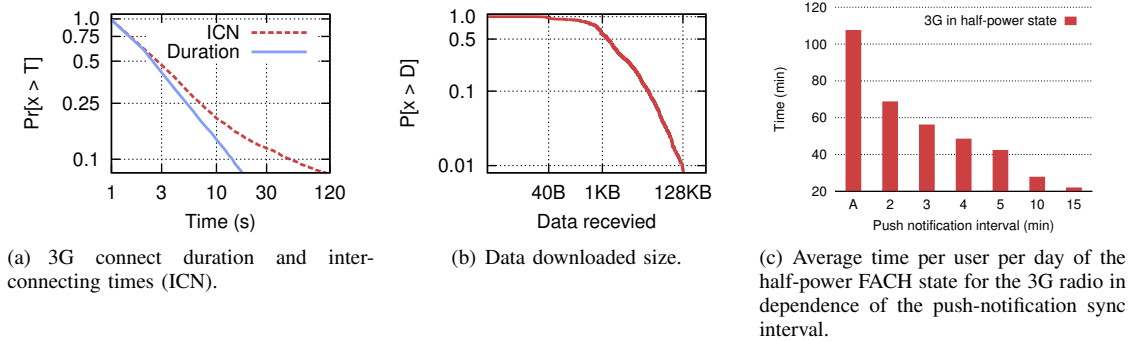 1.0
0.75
0.5
0.25
0.1
Pr[x > T]
ICN
Duration
1 3 10 30 120
Time (s)
(a) 3G connect duration and inter-
connecting times (ICN).
1.0
0.5
0.1
0.01
P[x > D]
40B 1KB 128KB
Data recevied
(b) Data downloaded size.
120
100
80
60
40
20
Time (min)
3G in half-power state
A 2 3 4 5 10 15
Push notification interval (min)
(c) Average time per user per day of the
half-power FACH state for the 3G radio in
dependence of the push-notification sync
interval.